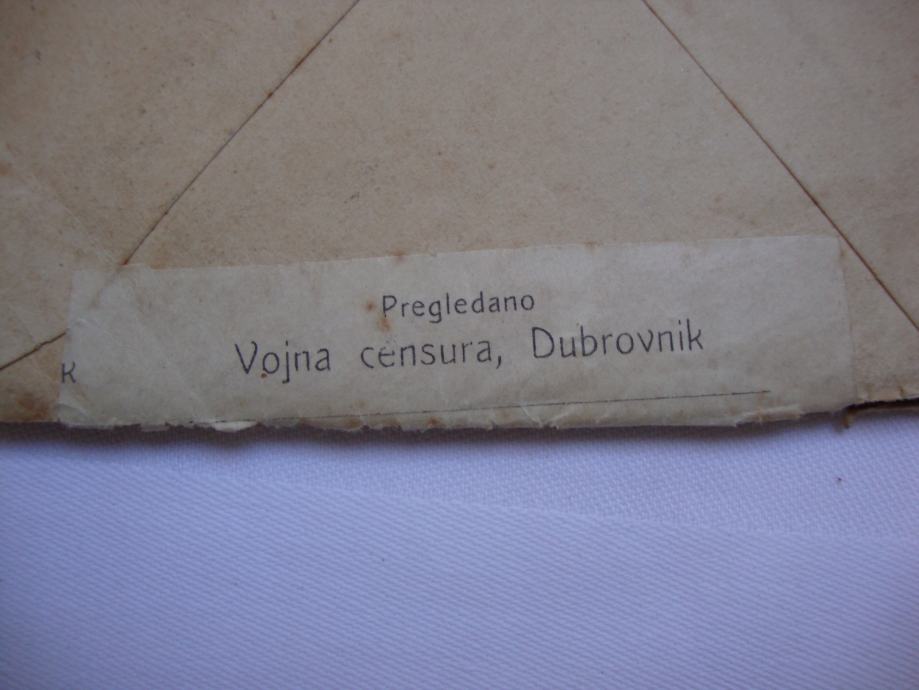 Pregledano
Vojna censura, Dubrovnik
K